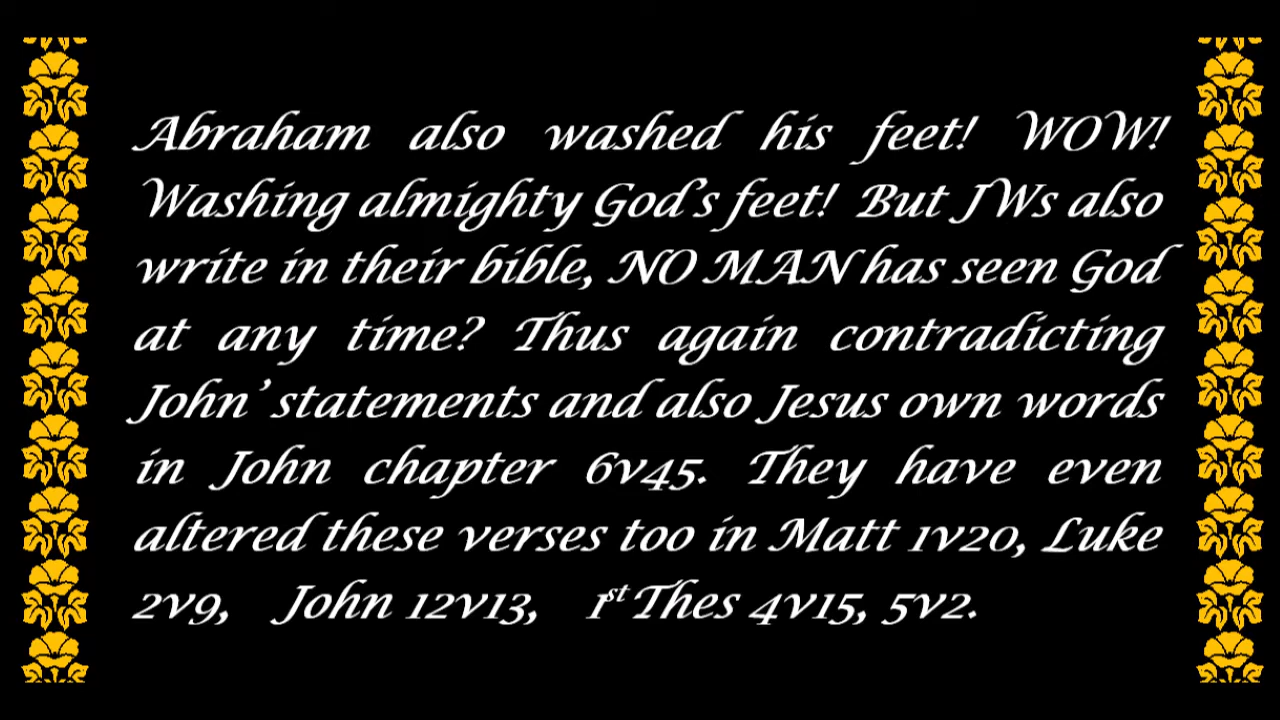 Abraham also washed his feet! WOW!
Washing almighty God's feet! But JWs also
write in their bible, NO MAN has seen God
at any time? Thus again contradicting
John' statements and also Jesus own words
in John chapter 6v45. They have even
altered these verses too in Matt 1v20, Luke
2v9, John 12v13, 1st Thes 4v15, 5v2.